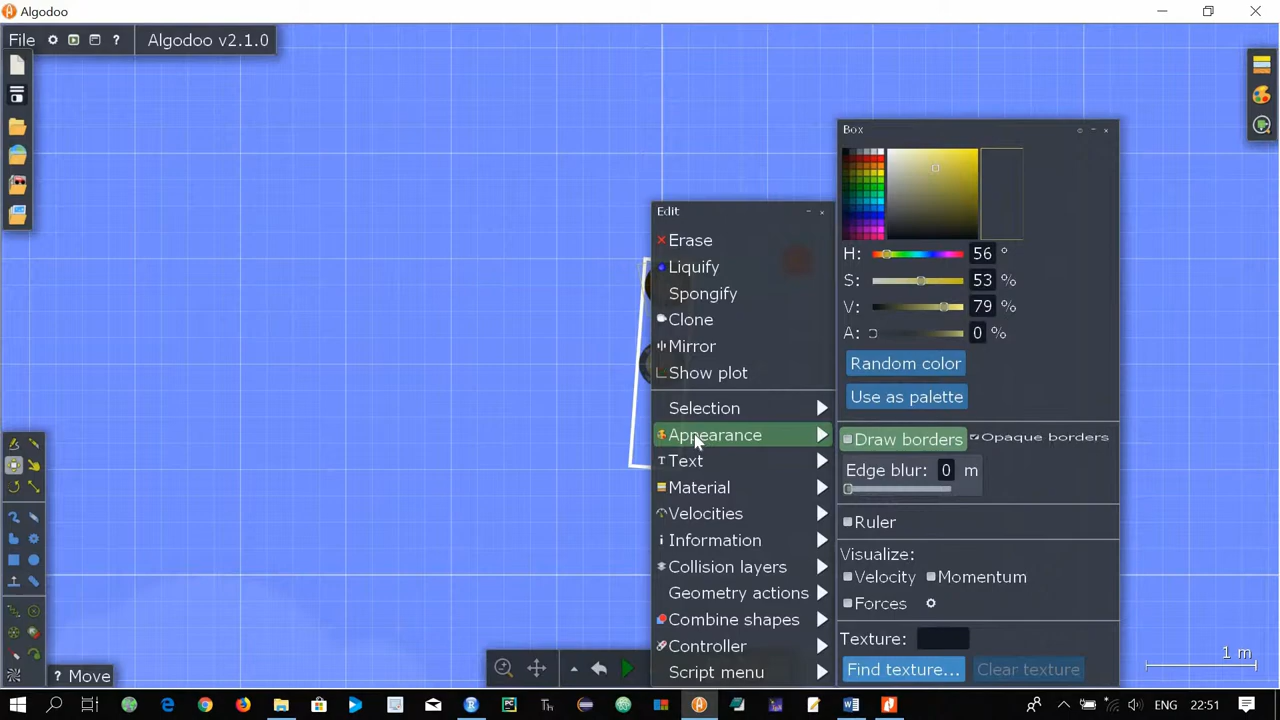 Algodoo
File ? Algodoo v2.1.0
Box
Edit
Erase
Liquify
Spongify
Clone
Mirror
Show plot
Selection
Appearance
Text
Material
Velocities
Information
Collision layers
Geometry actions
Combine shapes
Controller
Script menu
H: 56 °
S: 53 %
V: 79 %
A: 0 %
Random color
Use as palette
Draw borders Opaque borders
Edge blur: 0 m
Ruler
Visualize:
Velocity Momentum
Forces
Texture:
Find texture... Clear texture
? Move
1 m
Th
ENG 22:51